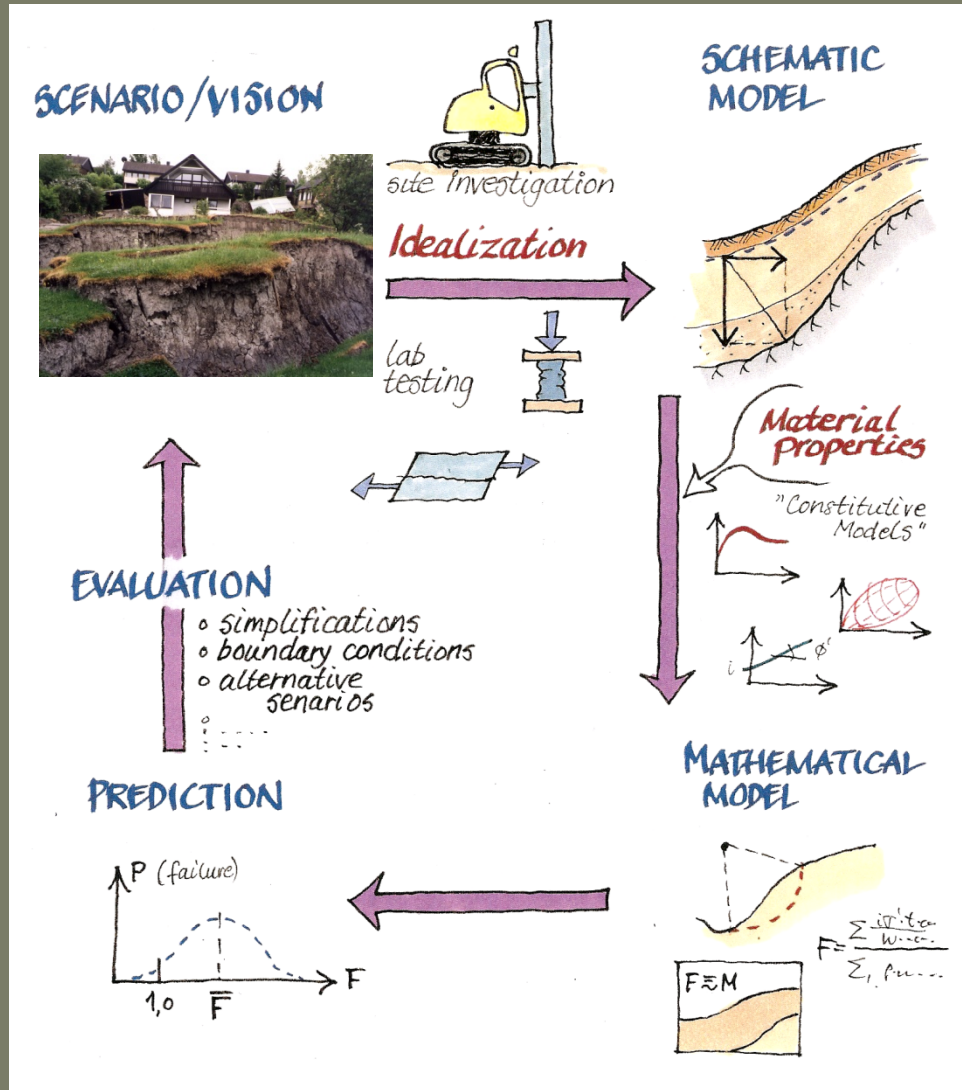 SCENARIO/VISION
site investigation
Idealization
lab
testing
SCHEMATIC
MODEL
Material
Properties
"Constitutive
Models"
i
φ'
MATHEMATICAL
MODEL
F=
Σ
W
Σ
F≈M
PREDICTION
P (failure)
F
1,0
F̄
EVALUATION
o simplifications
o boundary conditions
o alternative
senarios